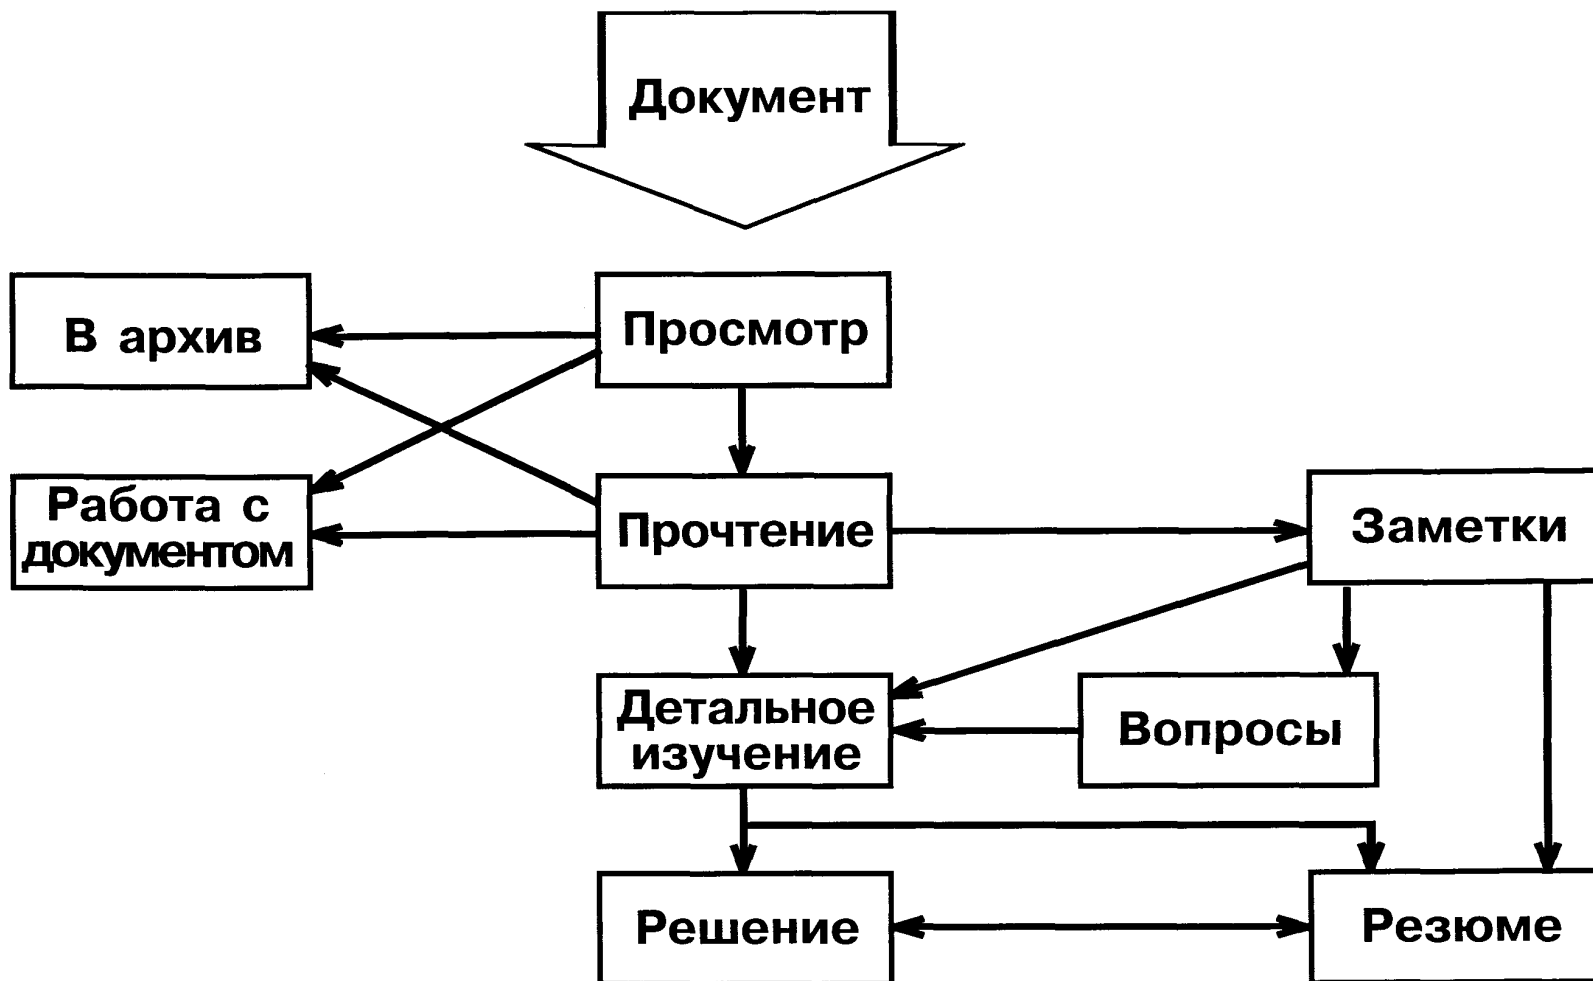 Документ
В архив
Просмотр
Работа с
документом
Прочтение
Заметки
Детальное
изучение
Вопросы
Решение
Резюме